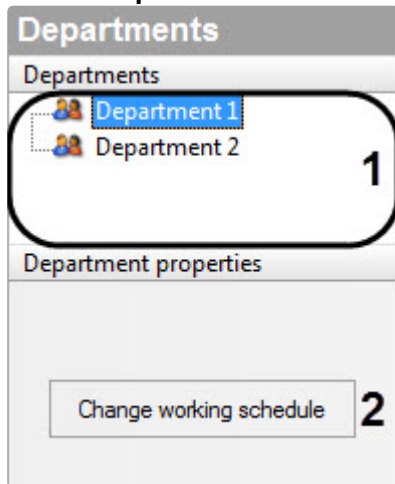 Departments
Departments
Department 1
Department 2
1
Department properties
Change working schedule 2